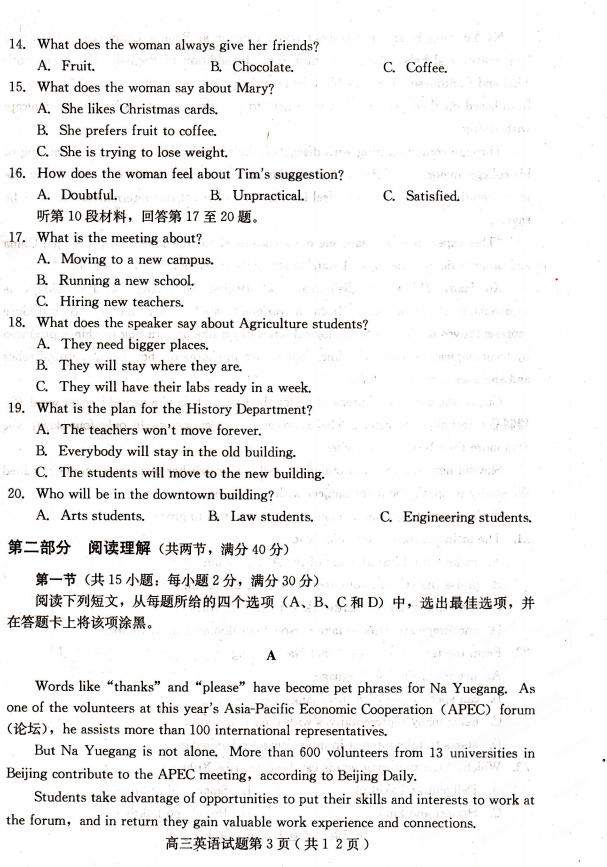 14. What does the woman always give her friends?
A. Fruit. B. Chocolate. C. Coffee.
15. What does the woman say about Mary?
A. She likes Christmas cards.
B. She prefers fruit to coffee.
C. She is trying to lose weight.
16. How does the woman feel about Tim's suggestion?
A. Doubtful. B. Unpractical. C. Satisfied.
听第 10 段材料，回答第 17 至 20 题。
17. What is the meeting about?
A. Moving to a new campus.
B. Running a new school.
C. Hiring new teachers.
18. What does the speaker say about Agriculture students?
A. They need bigger places.
B. They will stay where they are.
C. They will have their labs ready in a week.
19. What is the plan for the History Department?
A. The teachers won't move forever.
B. Everybody will stay in the old building.
C. The students will move to the new building.
20. Who will be in the downtown building?
A. Arts students. B. Law students. C. Engineering students.
第二部分 阅读理解（共两节，满分 40 分）
第一节（共 15 小题；每小题 2 分，满分 30 分）
阅读下列短文，从每题所给的四个选项（A、B、C 和 D）中，选出最佳选项，并
在答题卡上将该项涂黑。
A
Words like “thanks” and “please” have become pet phrases for Na Yuegang. As
one of the volunteers at this year's Asia-Pacific Economic Cooperation (APEC) forum
(论坛), he assists more than 100 international representatives.
But Na Yuegang is not alone. More than 600 volunteers from 13 universities in
Beijing contribute to the APEC meeting, according to Beijing Daily.
Students take advantage of opportunities to put their skills and interests to work at
the forum, and in return they gain valuable work experience and connections.
高三英语试题第 3 页（共 1 2 页）